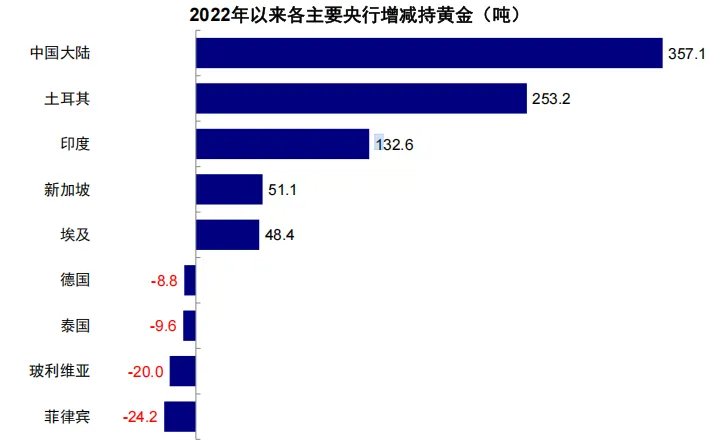 2022年以来各主要央行增减持黄金（吨）
中国大陆 357.1
土耳其 253.2
印度 132.6
新加坡 51.1
埃及 48.4
德国 -8.8
泰国 -9.6
玻利维亚 -20.0
菲律宾 -24.2